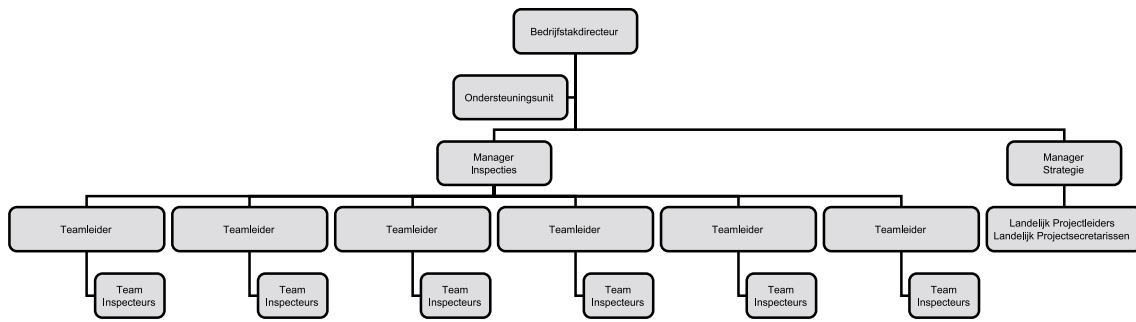 Bedrijfstakdirecteur
Ondersteuningsunit
Manager
Inspecties
Manager
Strategie
Teamleider
Teamleider
Teamleider
Teamleider
Teamleider
Teamleider
Landelijk Projectleiders
Landelijk Projectsecretarissen
Team
Inspecteurs
Team
Inspecteurs
Team
Inspecteurs
Team
Inspecteurs
Team
Inspecteurs
Team
Inspecteurs